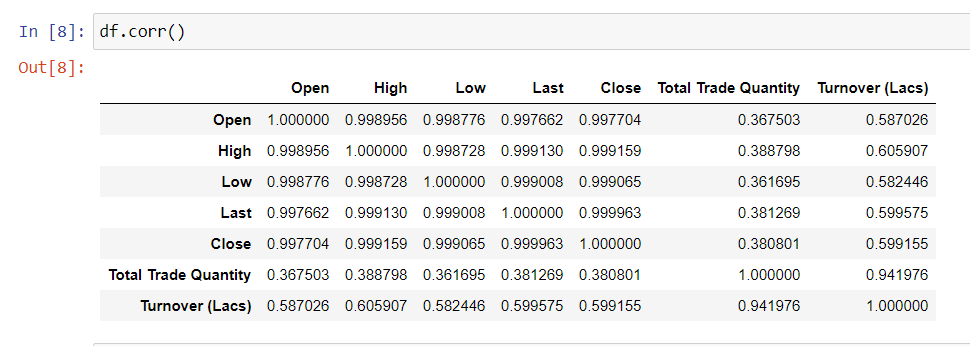 In [8]: df.corr()
Out[8]:
Open High Low Last Close Total Trade Quantity Turnover (Lacs)
Open 1.000000 0.998956 0.998776 0.997662 0.997704 0.367503 0.587026
High 0.998956 1.000000 0.998728 0.999130 0.999159 0.388798 0.605907
Low 0.998776 0.998728 1.000000 0.999008 0.999065 0.361695 0.582446
Last 0.997662 0.999130 0.999008 1.000000 0.999963 0.381269 0.599575
Close 0.997704 0.999159 0.999065 0.999963 1.000000 0.380801 0.599155
Total Trade Quantity 0.367503 0.388798 0.361695 0.381269 0.380801 1.000000 0.941976
Turnover (Lacs) 0.587026 0.605907 0.582446 0.599575 0.599155 0.941976 1.000000